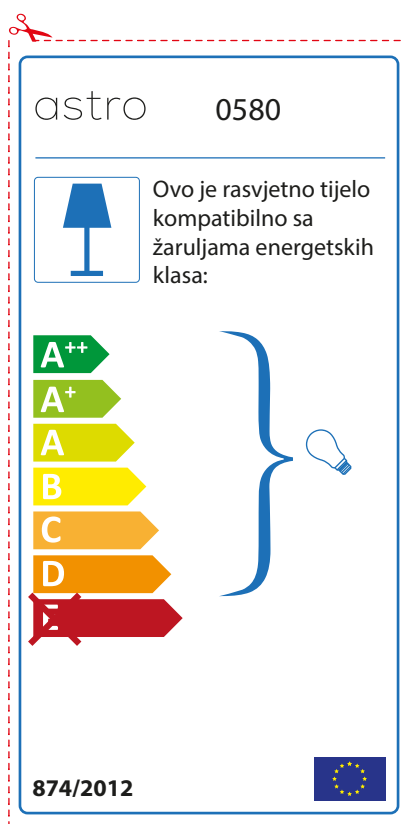 astro 0580
Ovo je rasvjetno tijelo
kompatibilno sa
žaruljama energetskih
klasa:
A++
A+
A
B
C
D
E
874/2012